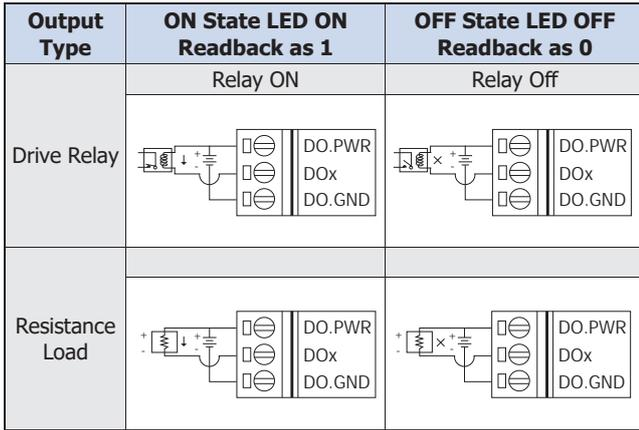 Output Type
ON State LED ON
Readback as 1
OFF State LED OFF
Readback as 0
Relay ON
Relay Off
Drive Relay
+
-
DO.PWR
DOx
DO.GND
+
-
DO.PWR
DOx
DO.GND
Resistance
Load
+
-
+
-
DO.PWR
DOx
DO.GND
+
-
+
-
DO.PWR
DOx
DO.GND